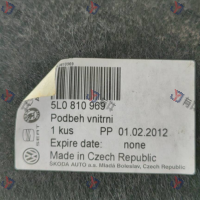 5L0 810 969
Podbeh vnitrni
1 kus PP 01.02.2012
Expire date: none
Made in Czech Republic
ŠKODA AUTO a.s. Mladá Boleslav, Czech Republic